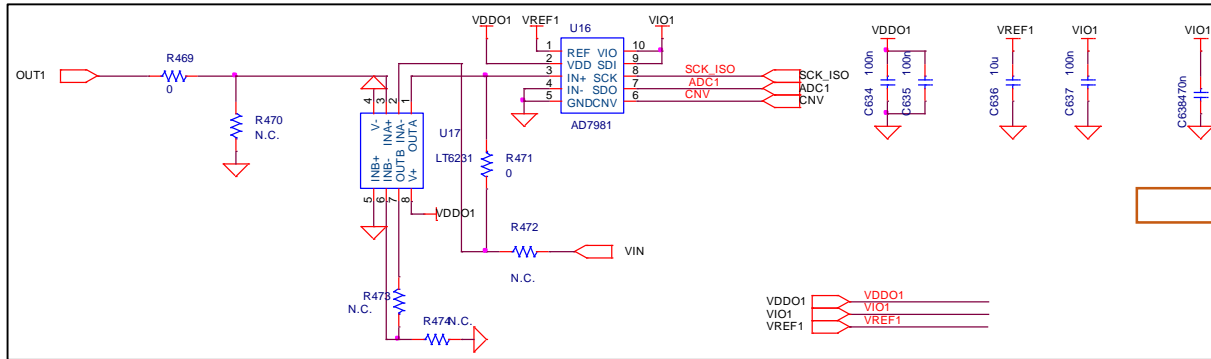 VDDO1 VREF1 U16 VIO1
VDDO1 VREF1 VIO1 VIO1
OUT1 R469 0
1 REF VIO 10
2 VDD SDI 9
3 IN+ SCK 8 SCK_ISO SCK_ISO
4 IN- SDO 7 ADC1 ADC1
5 GND CNV 6 CNV CNV
AD7981
C634 100n
C635 100n
C636 10u
C637 100n
C638 470n
R470
N.C.
4 3 2 1
V- INA+ INA- OUTA
U17
LT6231
INB+ INB- OUTB V+
5 6 7 8
VDDO1
R471
0
R472
N.C.
VIN
R473
N.C.
R474 N.C.
VDDO1 VDDO1
VIO1 VIO1
VREF1 VREF1